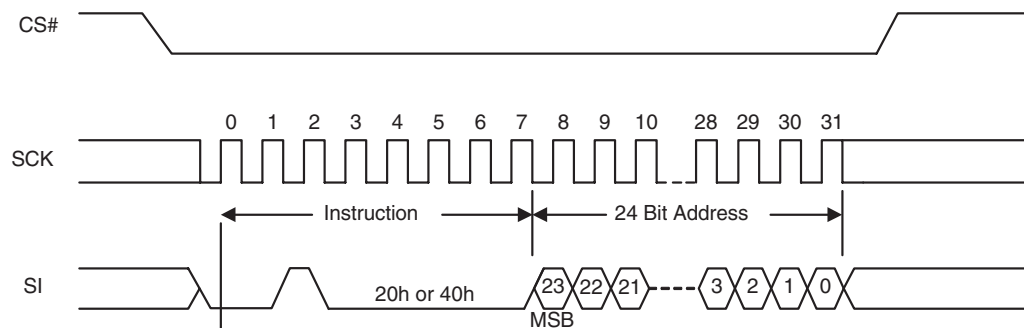 CS#
0 1 2 3 4 5 6 7 8 9 10 28 29 30 31
SCK
Instruction 24 Bit Address
SI 20h or 40h 23 22 21 3 2 1 0
MSB